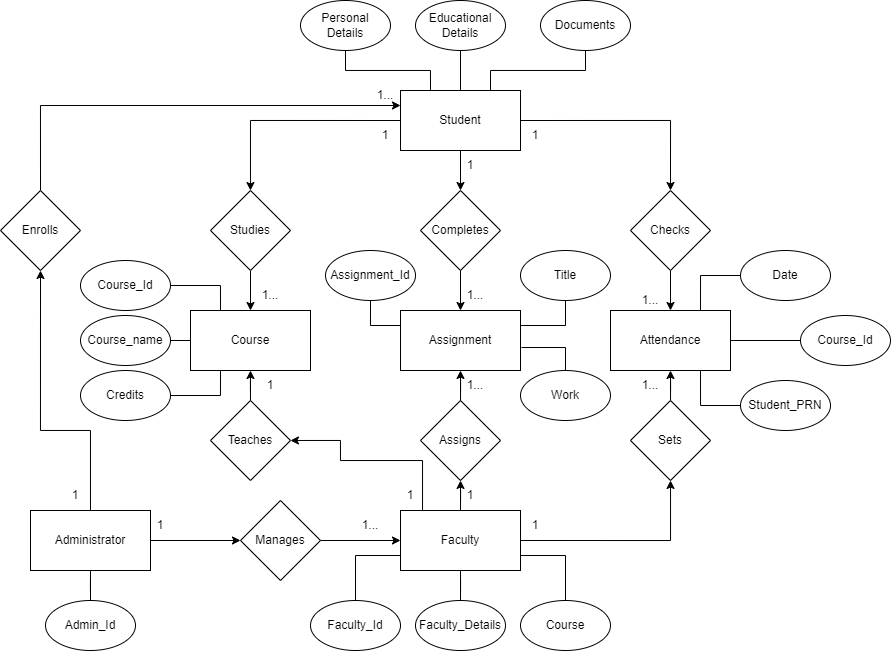 Personal
Details
Educational
Details
Documents
1...
Student
1
1
1
Enrolls
Studies
Completes
Checks
Course_Id
Assignment_Id
Title
Date
1...
1...
1...
Course_name
Course
Assignment
Attendance
Course_Id
Credits
1
1...
Work
1...
Student_PRN
Teaches
Assigns
Sets
1
1
1
1
1...
1
Administrator
Manages
Faculty
Admin_Id
Faculty_Id
Faculty_Details
Course